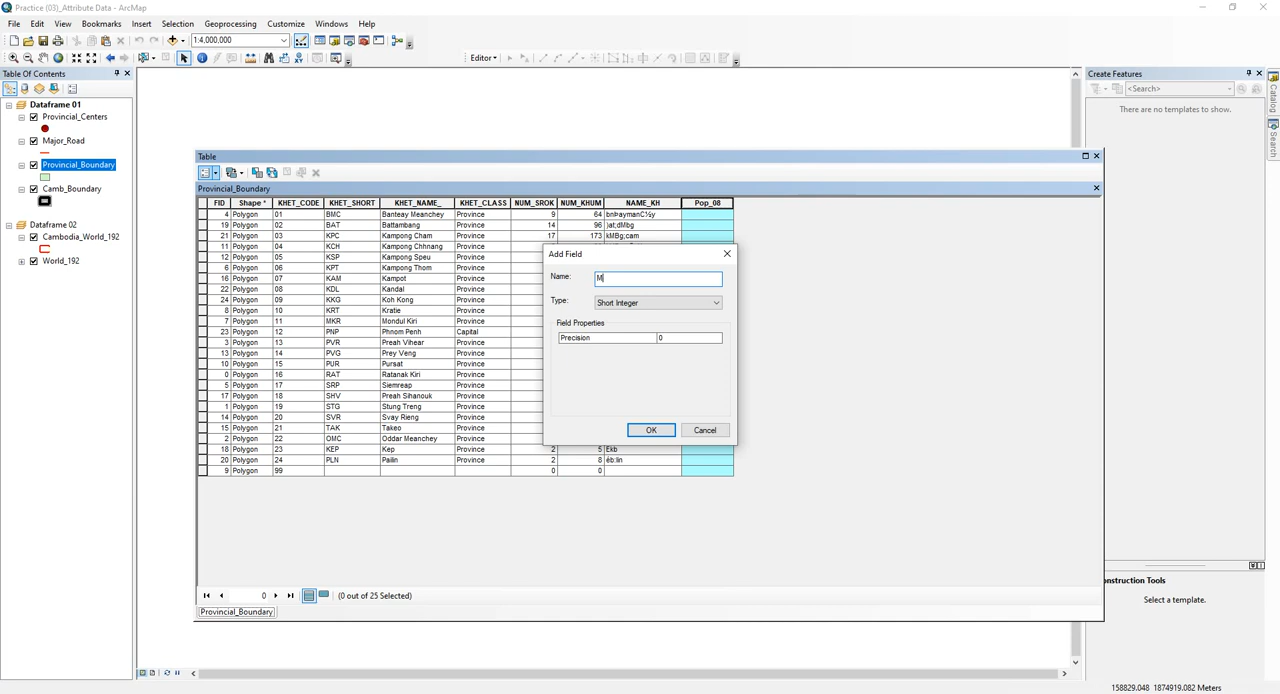 Practice (03)_Attribute Data - ArcMap
File Edit View Bookmarks Insert Selection Geoprocessing Customize Windows Help
1:4,000,000
Editor
Table Of Contents
Dataframe 01
Provincial_Centers
Major_Road
Provincial_Boundary
Camb_Boundary
Dataframe 02
Cambodia_World_192
World_192
Table
Provincial_Boundary
FID Shape * KHET_CODE KHET_SHORT KHET_NAME_ KHET_CLASS NUM_SROK NUM_KHUM NAME_KH Pop_08
4 Polygon 01 BMC Banteay Meanchey Province 9 64 bnÞaymanC½y
19 Polygon 02 BAT Battambang Province 14 96 )at;dMbg
21 Polygon 03 KPC Kampong Cham Province 17 173 kMBg;cam
11 Polygon 04 KCH Kampong Chhnang Province
12 Polygon 05 KSP Kampong Speu Province
6 Polygon 06 KPT Kampong Thom Province
16 Polygon 07 KAM Kampot Province
22 Polygon 08 KDL Kandal Province
24 Polygon 09 KKG Koh Kong Province
8 Polygon 10 KRT Kratie Province
7 Polygon 11 MKR Mondul Kiri Province
23 Polygon 12 PNP Phnom Penh Capital
3 Polygon 13 PVR Preah Vihear Province
13 Polygon 14 PVG Prey Veng Province
10 Polygon 15 PUR Pursat Province
0 Polygon 16 RAT Ratanak Kiri Province
5 Polygon 17 SRP Siemreap Province
17 Polygon 18 SHV Preah Sihanouk Province
1 Polygon 19 STG Stung Treng Province
14 Polygon 20 SVR Svay Rieng Province
15 Polygon 21 TAK Takeo Province
2 Polygon 22 OMC Oddar Meanchey Province
18 Polygon 23 KEP Kep Province 2 5 Ekb
20 Polygon 24 PLN Pailin Province 2 8 éb:lin
9 Polygon 99 0 0
Add Field
Name: M
Type: Short Integer
Field Properties
Precision 0
OK Cancel
0 (0 out of 25 Selected)
Provincial_Boundary
Create Features
<Search>
There are no templates to show.
Catalog
Search
onstruction Tools
Select a template.
158829.048 1874919.082 Meters